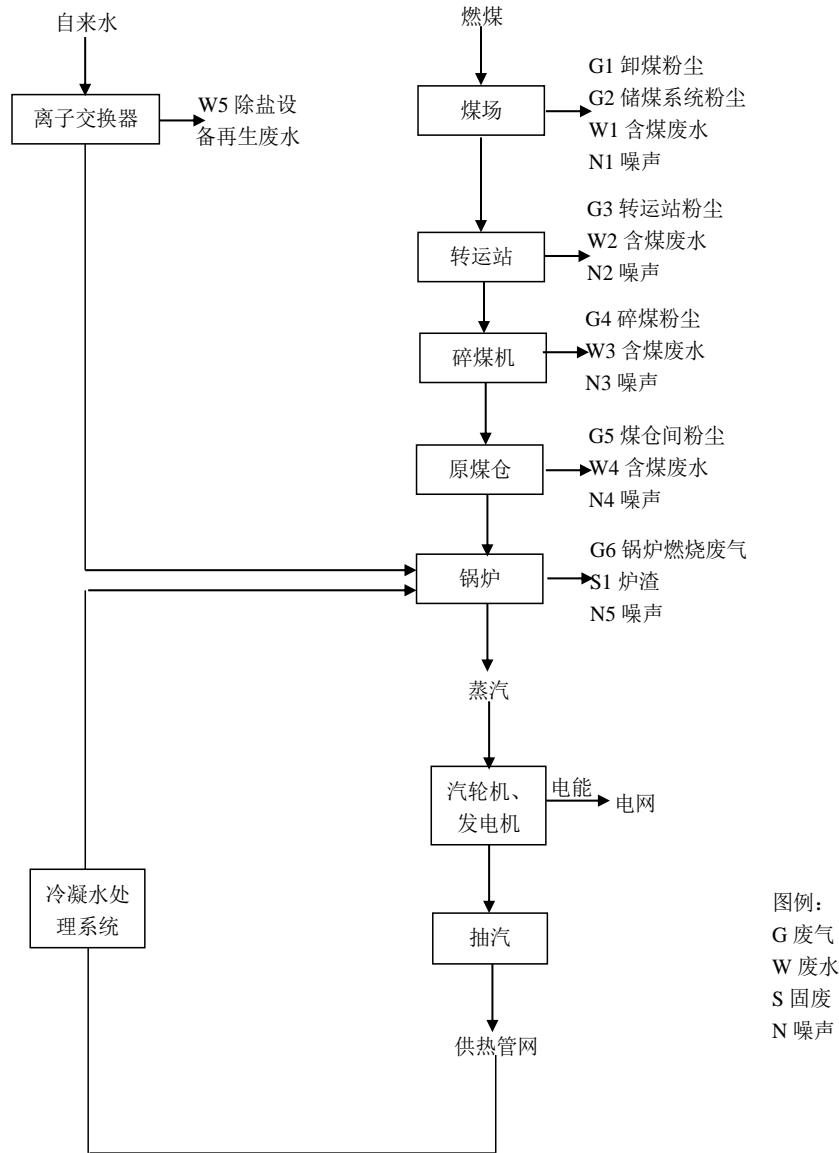 自来水
燃煤
离子交换器
W5 除盐设
备再生废水
煤场
G1 卸煤粉尘
G2 储煤系统粉尘
W1 含煤废水
N1 噪声
转运站
G3 转运站粉尘
W2 含煤废水
N2 噪声
碎煤机
G4 碎煤粉尘
W3 含煤废水
N3 噪声
原煤仓
G5 煤仓间粉尘
W4 含煤废水
N4 噪声
锅炉
G6 锅炉燃烧废气
S1 炉渣
N5 噪声
蒸汽
汽轮机、
发电机
电能
电网
冷凝水处
理系统
抽汽
供热管网
图例：
G 废气
W 废水
S 固废
N 噪声